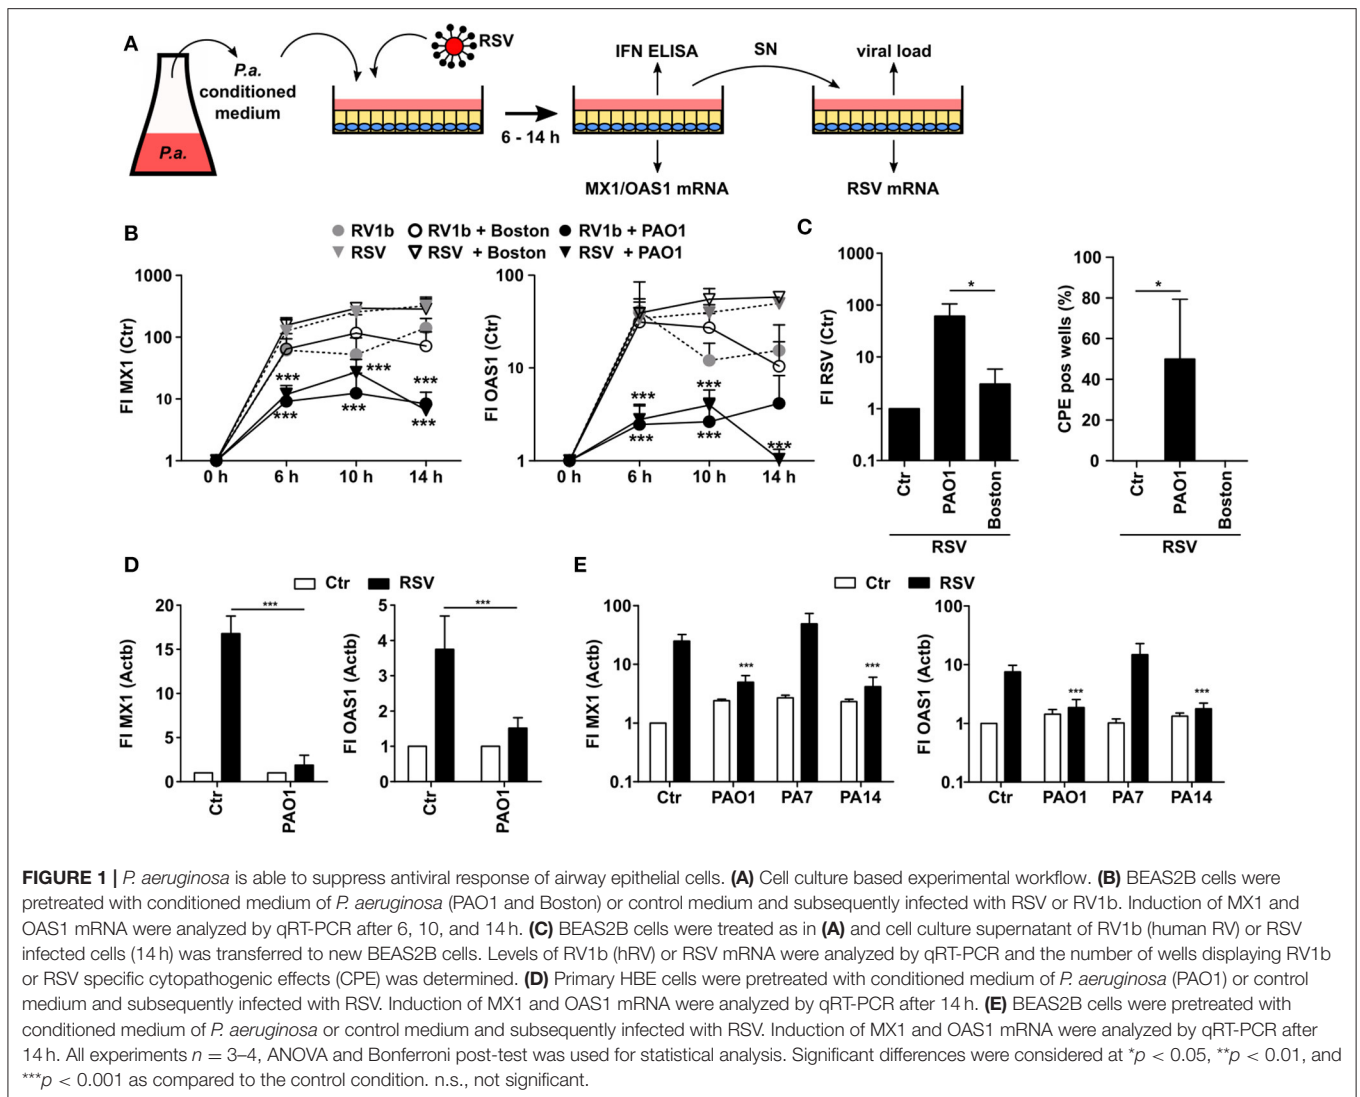 A
RSV
P.a.
conditioned
medium
P.a.
6 - 14 h
IFN ELISA
SN
viral load
MX1/OAS1 mRNA
RSV mRNA
B
RV1b
RV1b + Boston
RV1b + PAO1
RSV
RSV + Boston
RSV + PAO1
FI MX1 (Ctr)
1000
100
10
1
***
***
***
***
***
***
0 h
6 h
10 h
14 h
FI OAS1 (Ctr)
100
10
1
***
***
***
***
***
0 h
6 h
10 h
14 h
C
FI RSV (Ctr)
1000
100
10
1
0.1
*
Ctr
PAO1
Boston
RSV
CPE pos wells (%)
100
80
60
40
20
0
*
Ctr
PAO1
Boston
RSV
D
Ctr
RSV
FI MX1 (Actb)
20
15
10
5
0
***
Ctr
PAO1
FI OAS1 (Actb)
5
4
3
2
1
0
***
Ctr
PAO1
E
Ctr
RSV
FI MX1 (Actb)
100
10
1
0.1
***
***
Ctr
PAO1
PA7
PA14
FI OAS1 (Actb)
100
10
1
0.1
***
***
Ctr
PAO1
PA7
PA14
FIGURE 1 | P. aeruginosa is able to suppress antiviral response of airway epithelial cells. (A) Cell culture based experimental workflow. (B) BEAS2B cells were
pretreated with conditioned medium of P. aeruginosa (PAO1 and Boston) or control medium and subsequently infected with RSV or RV1b. Induction of MX1 and
OAS1 mRNA were analyzed by qRT-PCR after 6, 10, and 14 h. (C) BEAS2B cells were treated as in (A) and cell culture supernatant of RV1b (human RV) or RSV
infected cells (14 h) was transferred to new BEAS2B cells. Levels of RV1b (hRV) or RSV mRNA were analyzed by qRT-PCR and the number of wells displaying RV1b
or RSV specific cytopathogenic effects (CPE) was determined. (D) Primary HBE cells were pretreated with conditioned medium of P. aeruginosa (PAO1) or control
medium and subsequently infected with RSV. Induction of MX1 and OAS1 mRNA were analyzed by qRT-PCR after 14 h. (E) BEAS2B cells were pretreated with
conditioned medium of P. aeruginosa or control medium and subsequently infected with RSV. Induction of MX1 and OAS1 mRNA were analyzed by qRT-PCR after
14 h. All experiments n = 3–4, ANOVA and Bonferroni post-test was used for statistical analysis. Significant differences were considered at *p < 0.05, **p < 0.01, and
***p < 0.001 as compared to the control condition. n.s., not significant.